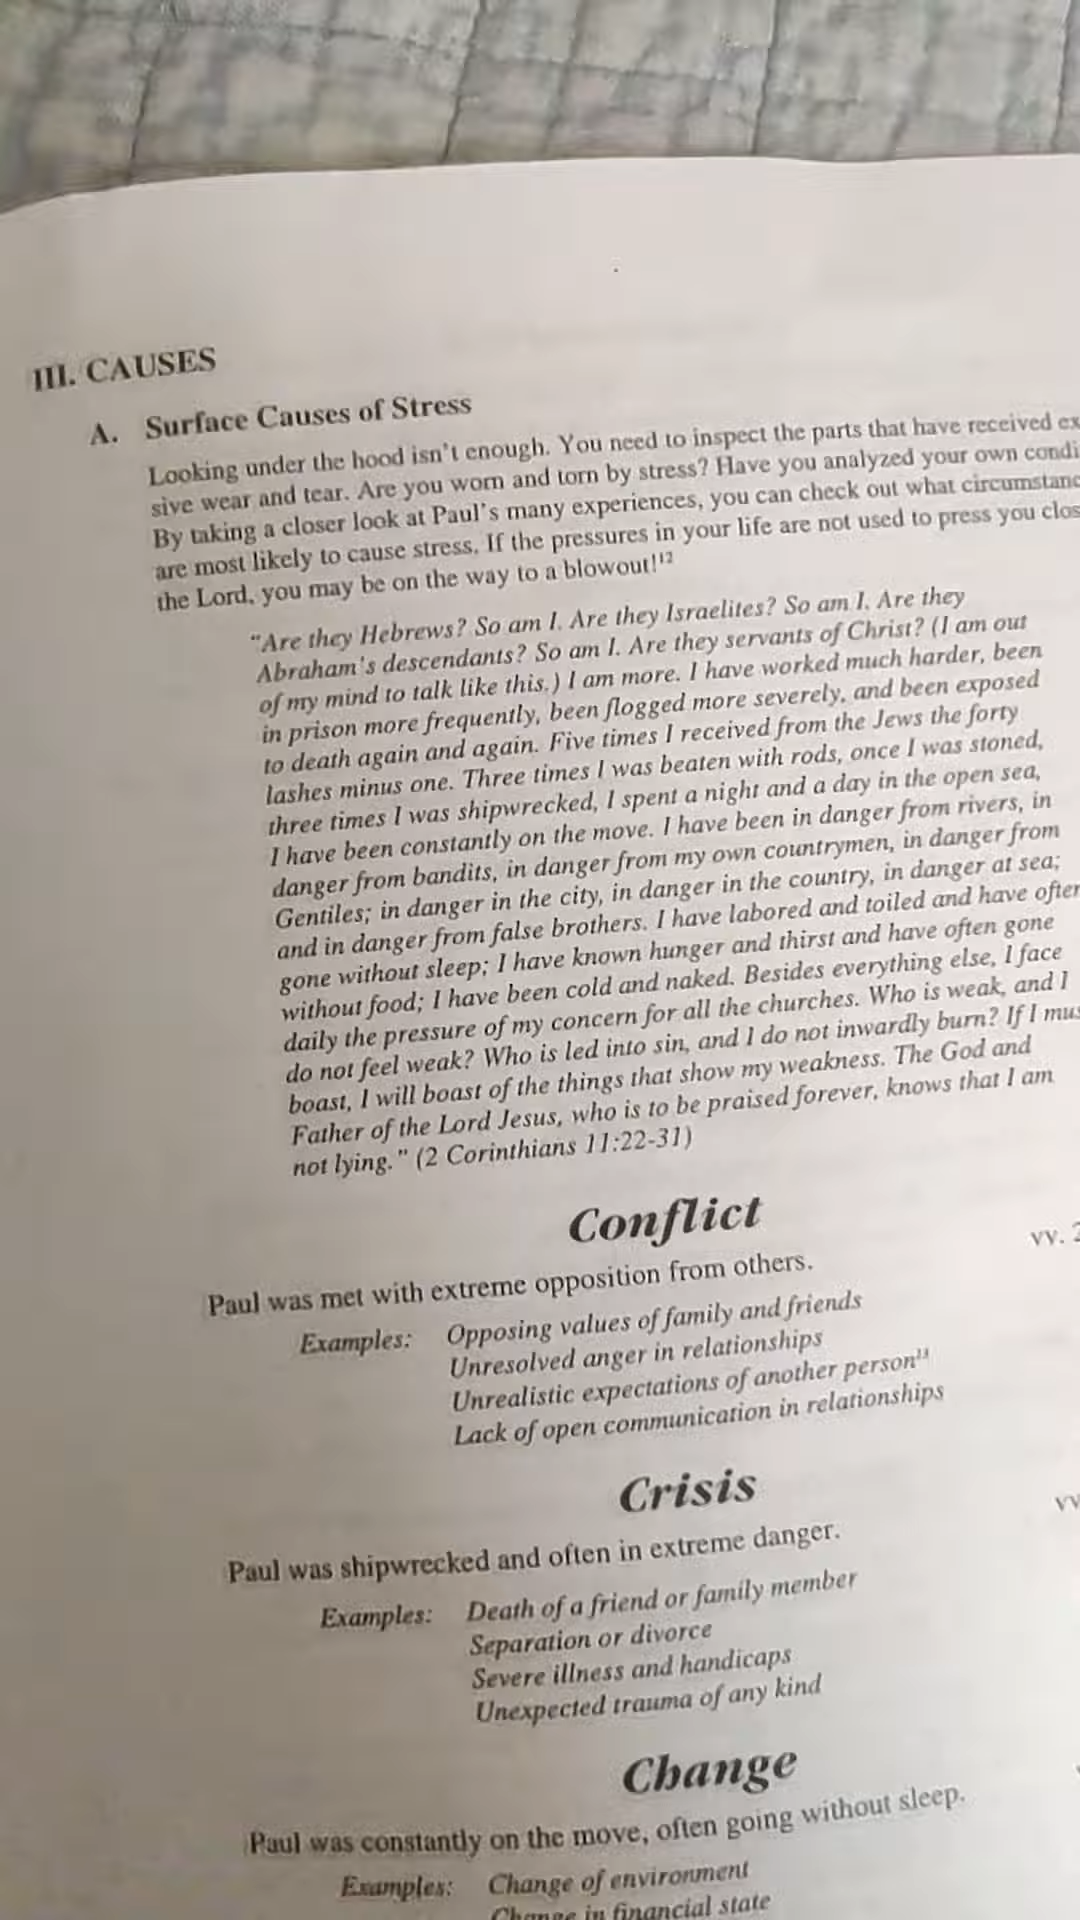 III. CAUSES
A. Surface Causes of Stress
Looking under the hood isn't enough. You need to inspect the parts that have received
sive wear and tear. Are you worn and torn by stress? Have you analyzed your own
By taking a closer look at Paul's many experiences, you can check out what
are most likely to cause stress. If the pressures in your life are not used to press you
the Lord, you may be on the way to a blowout!12
"Are they Hebrews? So am I. Are they Israelites? So am I. Are they
Abraham's descendants? So am I. Are they servants of Christ? (I am out
of my mind to talk like this.) I am more. I have worked much harder, been
in prison more frequently, been flogged more severely, and been exposed
to death again and again. Five times I received from the Jews the forty
lashes minus one. Three times I was beaten with rods, once I was stoned,
three times I was shipwrecked, I spent a night and a day in the open sea,
I have been constantly on the move. I have been in danger from rivers, in
danger from bandits, in danger from my own countrymen, in danger from
Gentiles; in danger in the city, in danger in the country, in danger at sea;
and in danger from false brothers. I have labored and toiled and have often
gone without sleep; I have known hunger and thirst and have often gone
without food; I have been cold and naked. Besides everything else, I face
daily the pressure of my concern for all the churches. Who is weak, and I
do not feel weak? Who is led into sin, and I do not inwardly burn? If I
boast, I will boast of the things that show my weakness. The God and
Father of the Lord Jesus, who is to be praised forever, knows that I am
not lying." (2 Corinthians 11:22-31)
Conflict
Paul was met with extreme opposition from others. vv.
Examples: Opposing values of family and friends
Unresolved anger in relationships
Unrealistic expectations of another person13
Lack of open communication in relationships
Crisis
Paul was shipwrecked and often in extreme danger.
Examples: Death of a friend or family member
Separation or divorce
Severe illness and handicaps
Unexpected trauma of any kind
Change
Paul was constantly on the move, often going without sleep.
Examples: Change of environment
Change in financial state